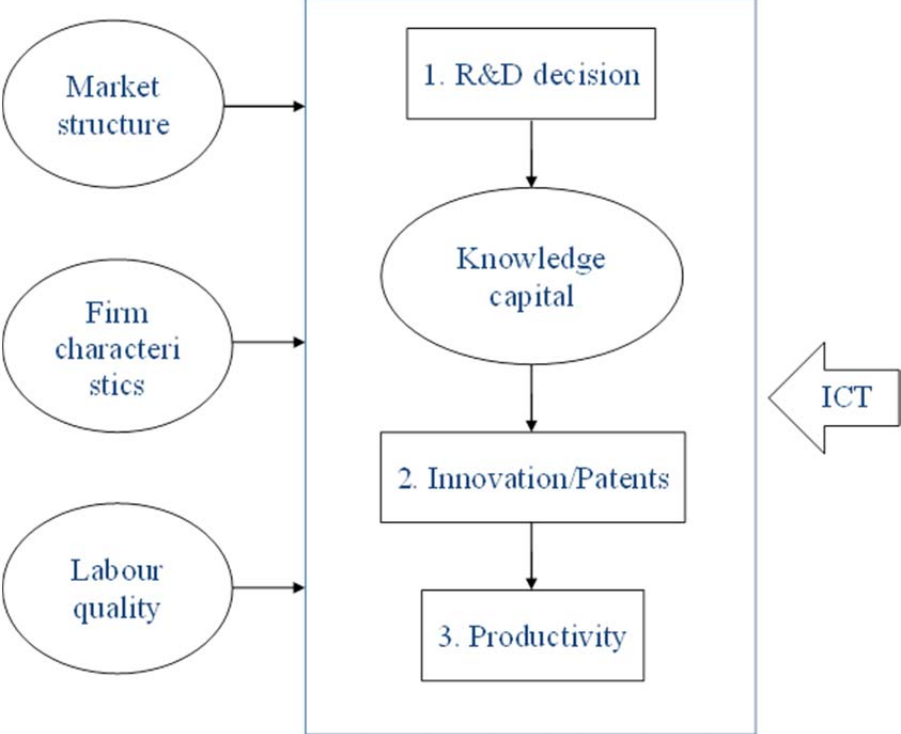 Market
structure
1. R&D decision
Knowledge
capital
Firm
characteri
stics
ICT
2. Innovation/Patents
Labour
quality
3. Productivity